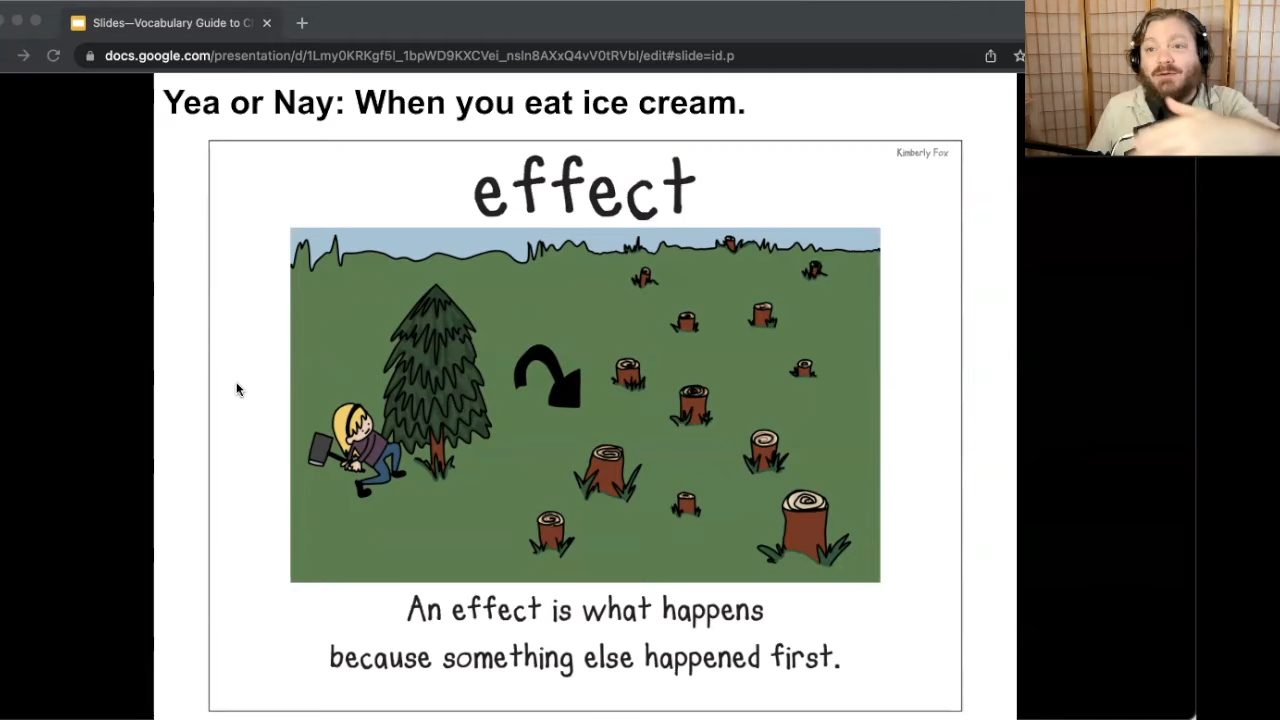 Slides—Vocabulary Guide to C
docs.google.com/presentation/d/1Lmy0KRKgf5l_1bpWD9KXCVei_nsln8AXxQ4vV0tRVbI/edit#slide=id.p
Yea or Nay: When you eat ice cream.
Kimberly Fox
effect
An effect is what happens
because something else happened first.